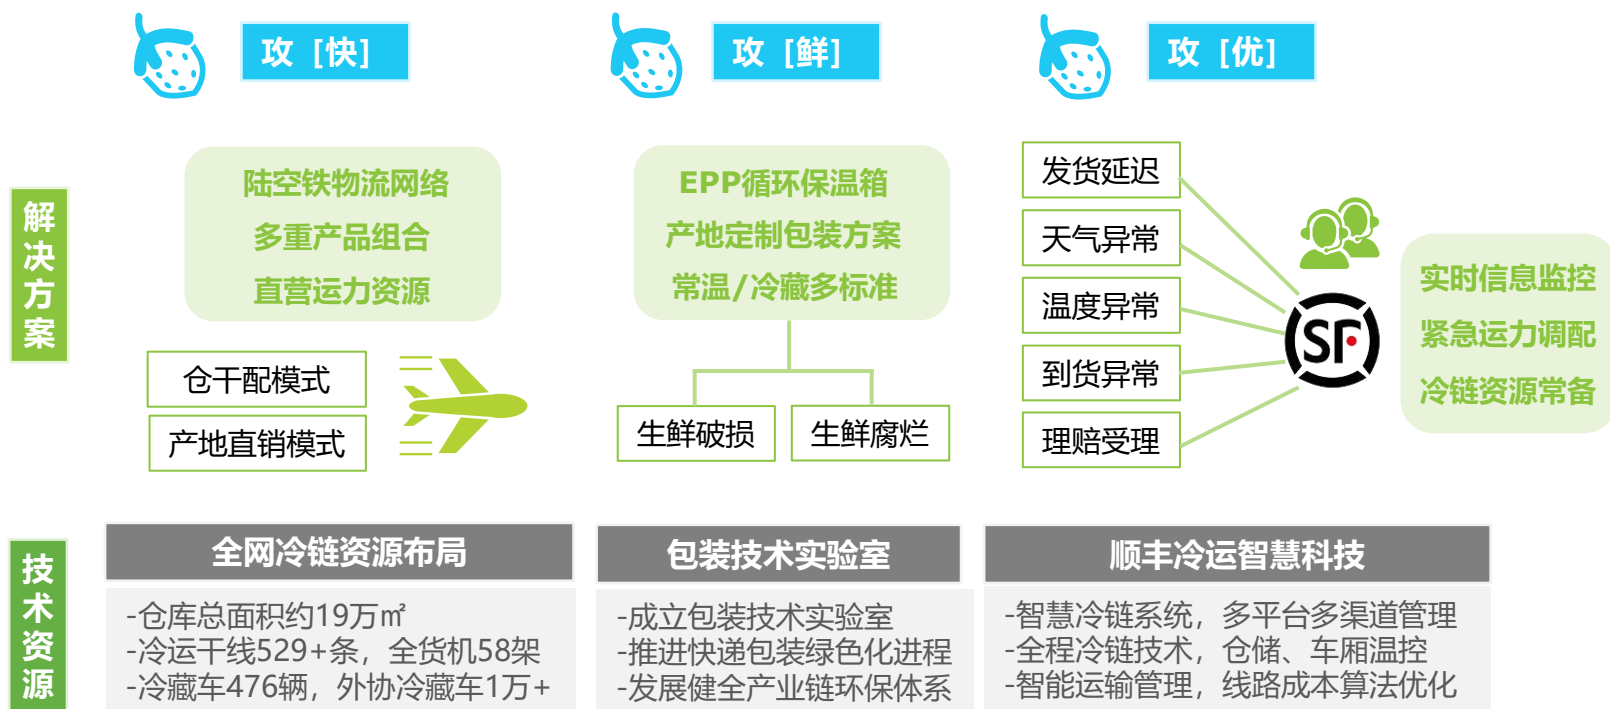 攻 [快]
攻 [鲜]
攻 [优]
解决方案
陆空铁物流网络
多重产品组合
直营运力资源
仓干配模式
产地直销模式
EPP循环保温箱
产地定制包装方案
常温/冷藏多标准
生鲜破损
生鲜腐烂
发货延迟
天气异常
温度异常
到货异常
理赔受理
SF
实时信息监控
紧急运力调配
冷链资源常备
技术资源
全网冷链资源布局
-仓库总面积约19万㎡
-冷运干线529+条，全货机58架
-冷藏车476辆，外协冷藏车1万+
包装技术实验室
-成立包装技术实验室
-推进快递包装绿色化进程
-发展健全产业链环保体系
顺丰冷运智慧科技
-智慧冷链系统，多平台多渠道管理
-全程冷链技术，仓储、车厢温控
-智能运输管理，线路成本算法优化